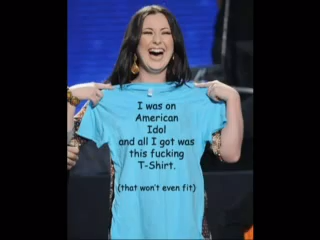 I was on
American
Idol
and all I got was
this fucking
T-Shirt.
(that won't even fit)